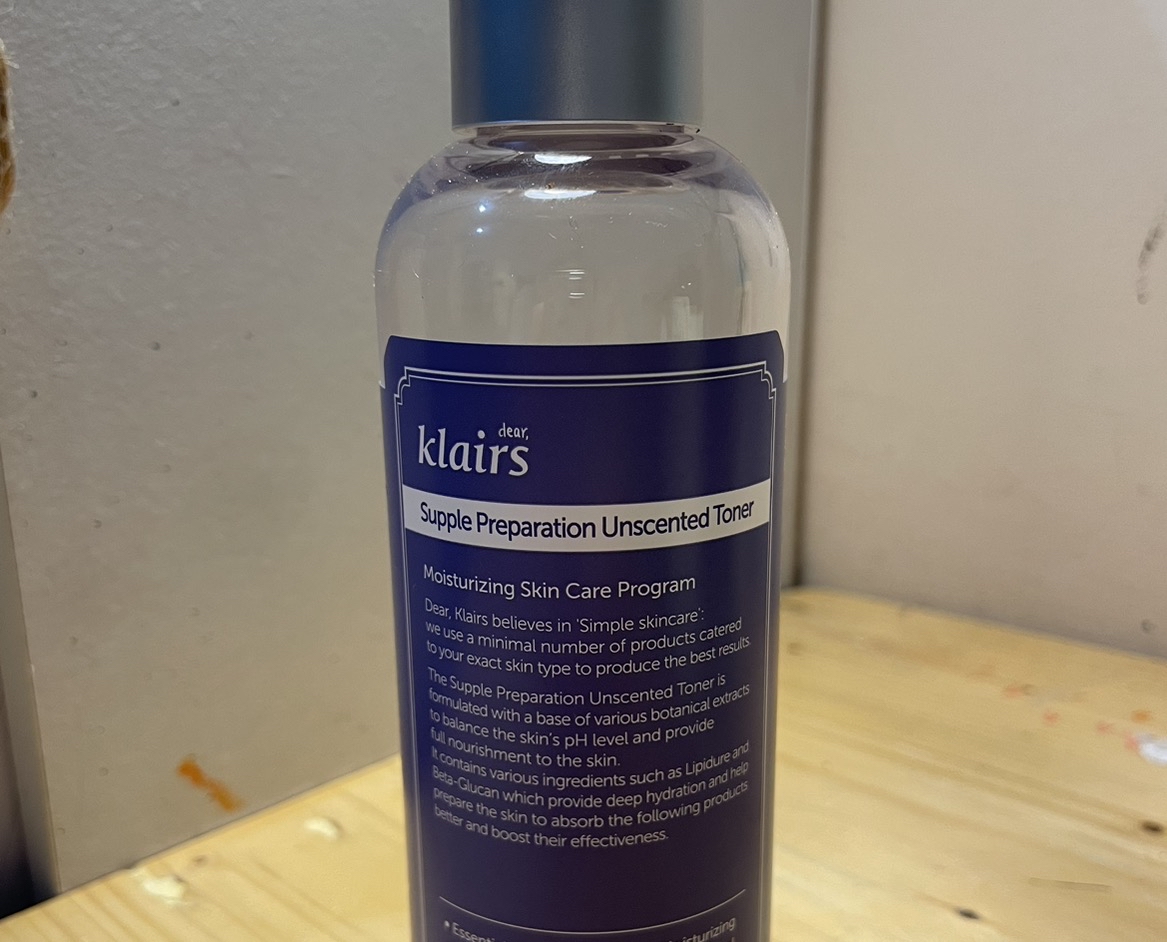 dear,
klairs
Supple Preparation Unscented Toner
Moisturizing Skin Care Program
Dear, Klairs believes in 'Simple skincare':
we use a minimal number of products catered
to your exact skin type to produce the best results.
The Supple Preparation Unscented Toner is
formulated with a base of various botanical extracts
to balance the skin's pH level and provide
full nourishment to the skin.
It contains various ingredients such as Lipidure and
Beta-Glucan which provide deep hydration and help
prepare the skin to absorb the following products
better and boost their effectiveness.